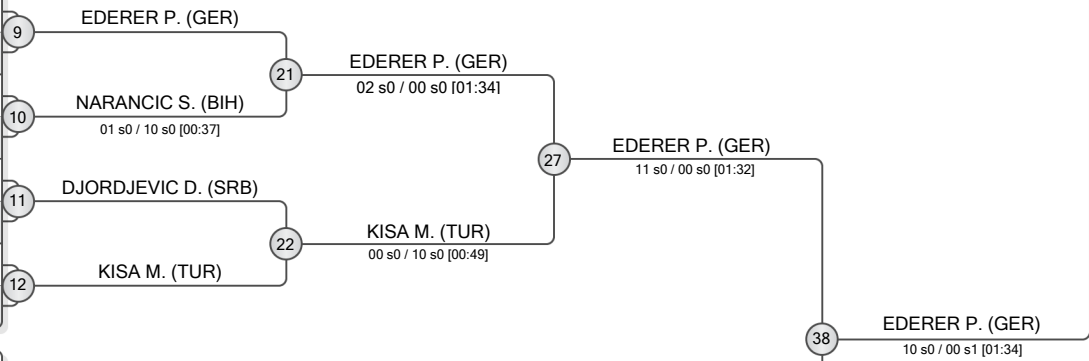 9
EDERER P. (GER)
21
EDERER P. (GER)
02 s0 / 00 s0 [01:34]
10
NARANCIC S. (BIH)
01 s0 / 10 s0 [00:37]
27
EDERER P. (GER)
11 s0 / 00 s0 [01:32]
11
DJORDJEVIC D. (SRB)
22
KISA M. (TUR)
00 s0 / 10 s0 [00:49]
12
KISA M. (TUR)
38
EDERER P. (GER)
10 s0 / 00 s1 [01:34]